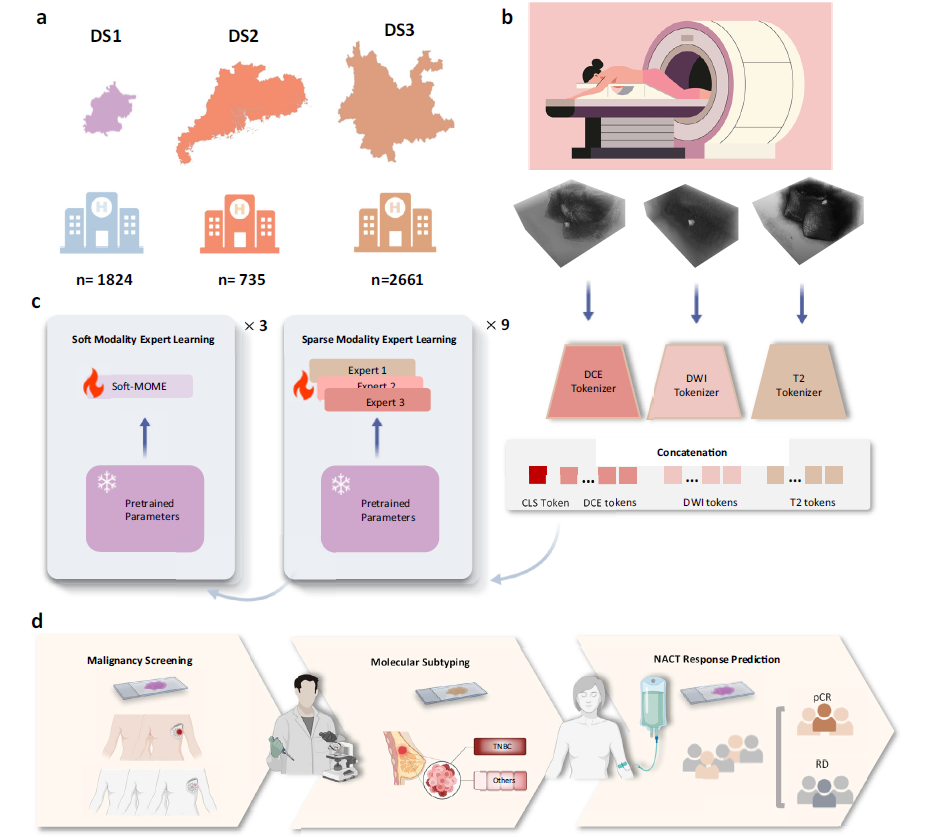 a
DS1
DS2
DS3
H
H
H
n= 1824
n= 735
n=2661
b
DCE
Tokenizer
DWI
Tokenizer
T2
Tokenizer
Concatenation
...
...
...
CLS Token
DCE tokens
DWI tokens
T2 tokens
c
× 3
Soft Modality Expert Learning
Soft-MOME
Pretrained
Parameters
× 9
Sparse Modality Expert Learning
Expert 1
Expert 2
Expert 3
Pretrained
Parameters
d
Malignancy Screening
Molecular Subtyping
TNBC
Others
NACT Response Prediction
pCR
RD